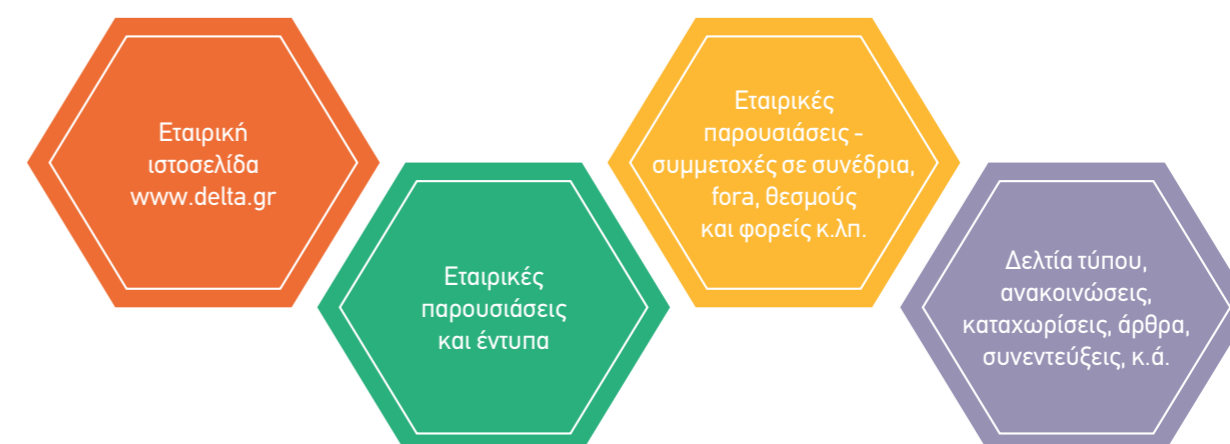 Εταιρική
ιστοσελίδα
www.delta.gr
Εταιρικές
παρουσιάσεις
και έντυπα
Εταιρικές
παρουσιάσεις -
συμμετοχές σε συνέδρια,
fora, θεσμούς
και φορείς κ.λπ.
Δελτία τύπου,
ανακοινώσεις,
καταχωρίσεις, άρθρα,
συνεντεύξεις, κ.ά.